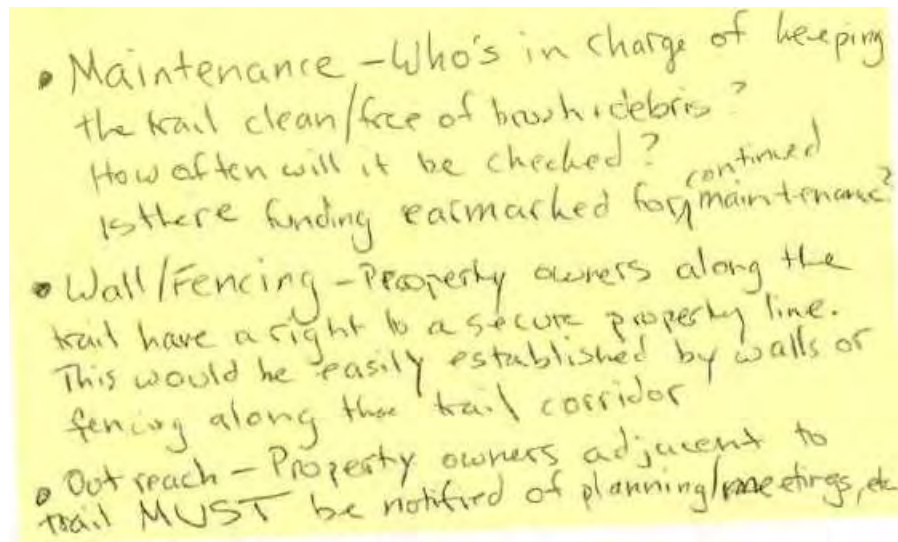 • Maintenance - Who's in charge of keeping
the trail clean/free of brush & debris?
How often will it be checked?
Is there funding earmarked for continued maintenance?
• Wall/Fencing - Property owners along the
trail have a right to a secure property line.
This would be easily established by walls or
fencing along the trail corridor
• Outreach - Property owners adjacent to
trail MUST be notified of planning/meetings, etc